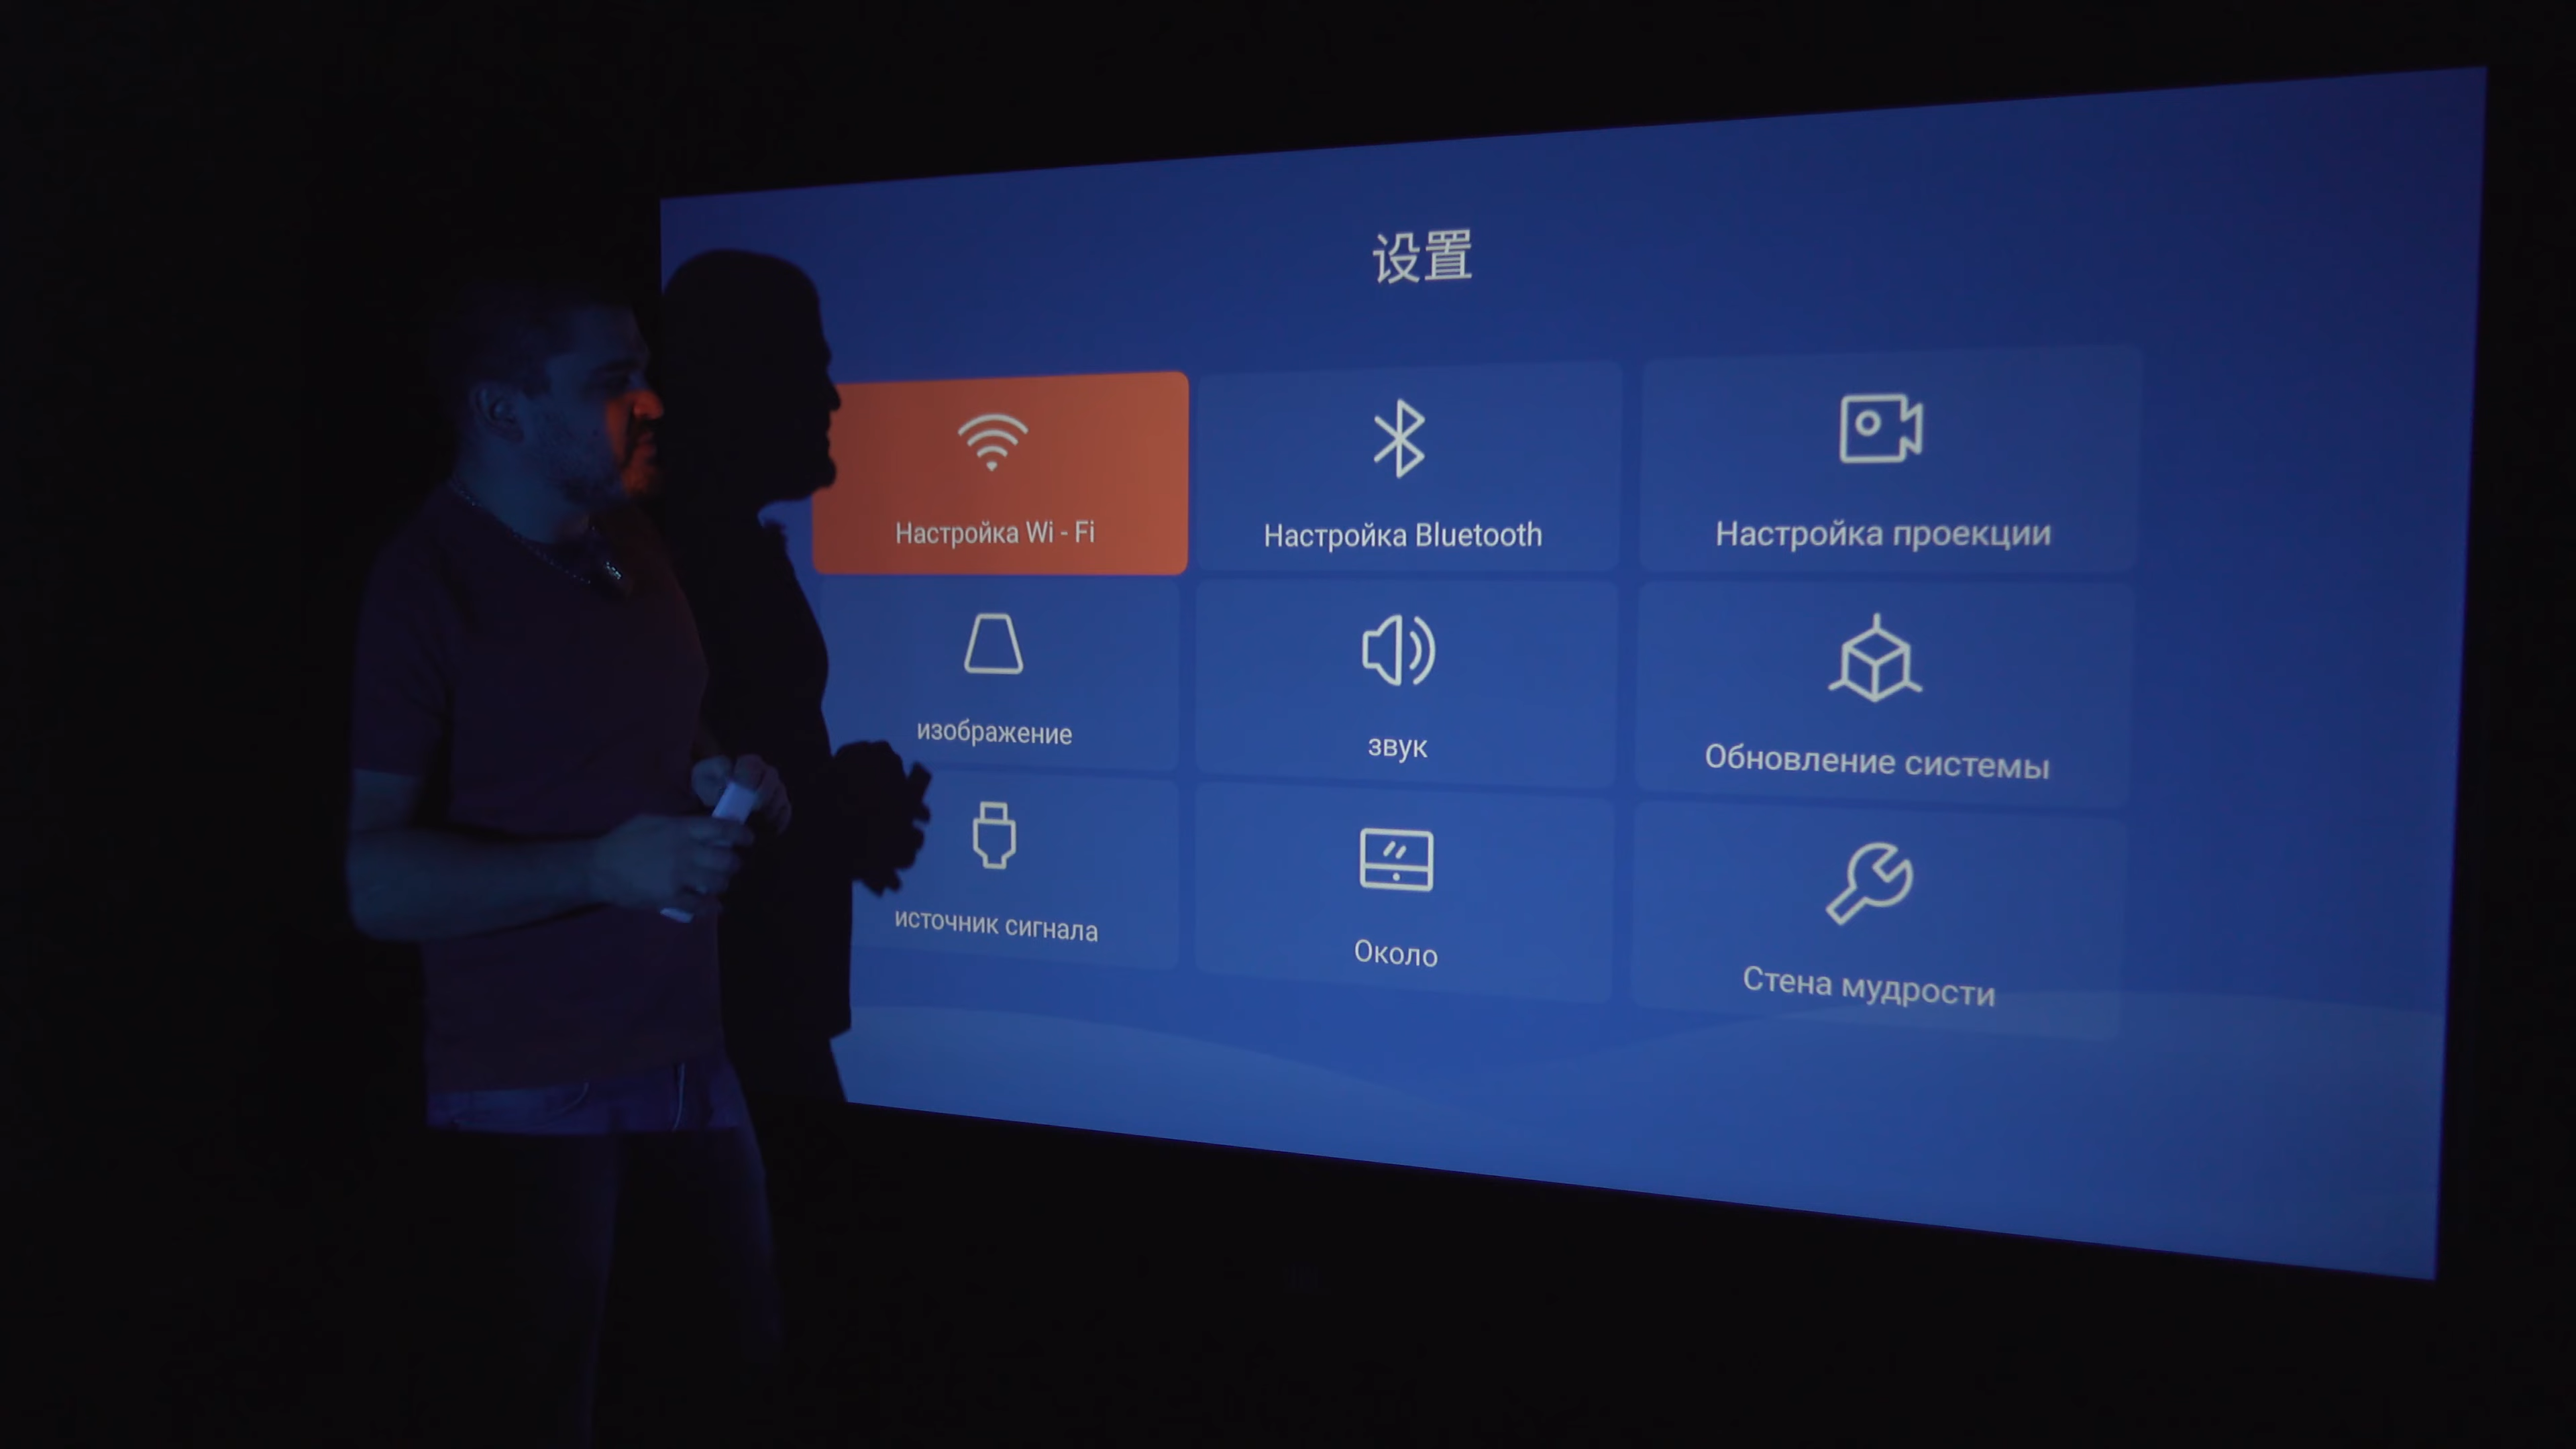 设置
Настройка Wi - Fi
Настройка Bluetooth
Настройка проекции
изображение
звук
Обновление системы
источник сигнала
Около
Стена мудрости